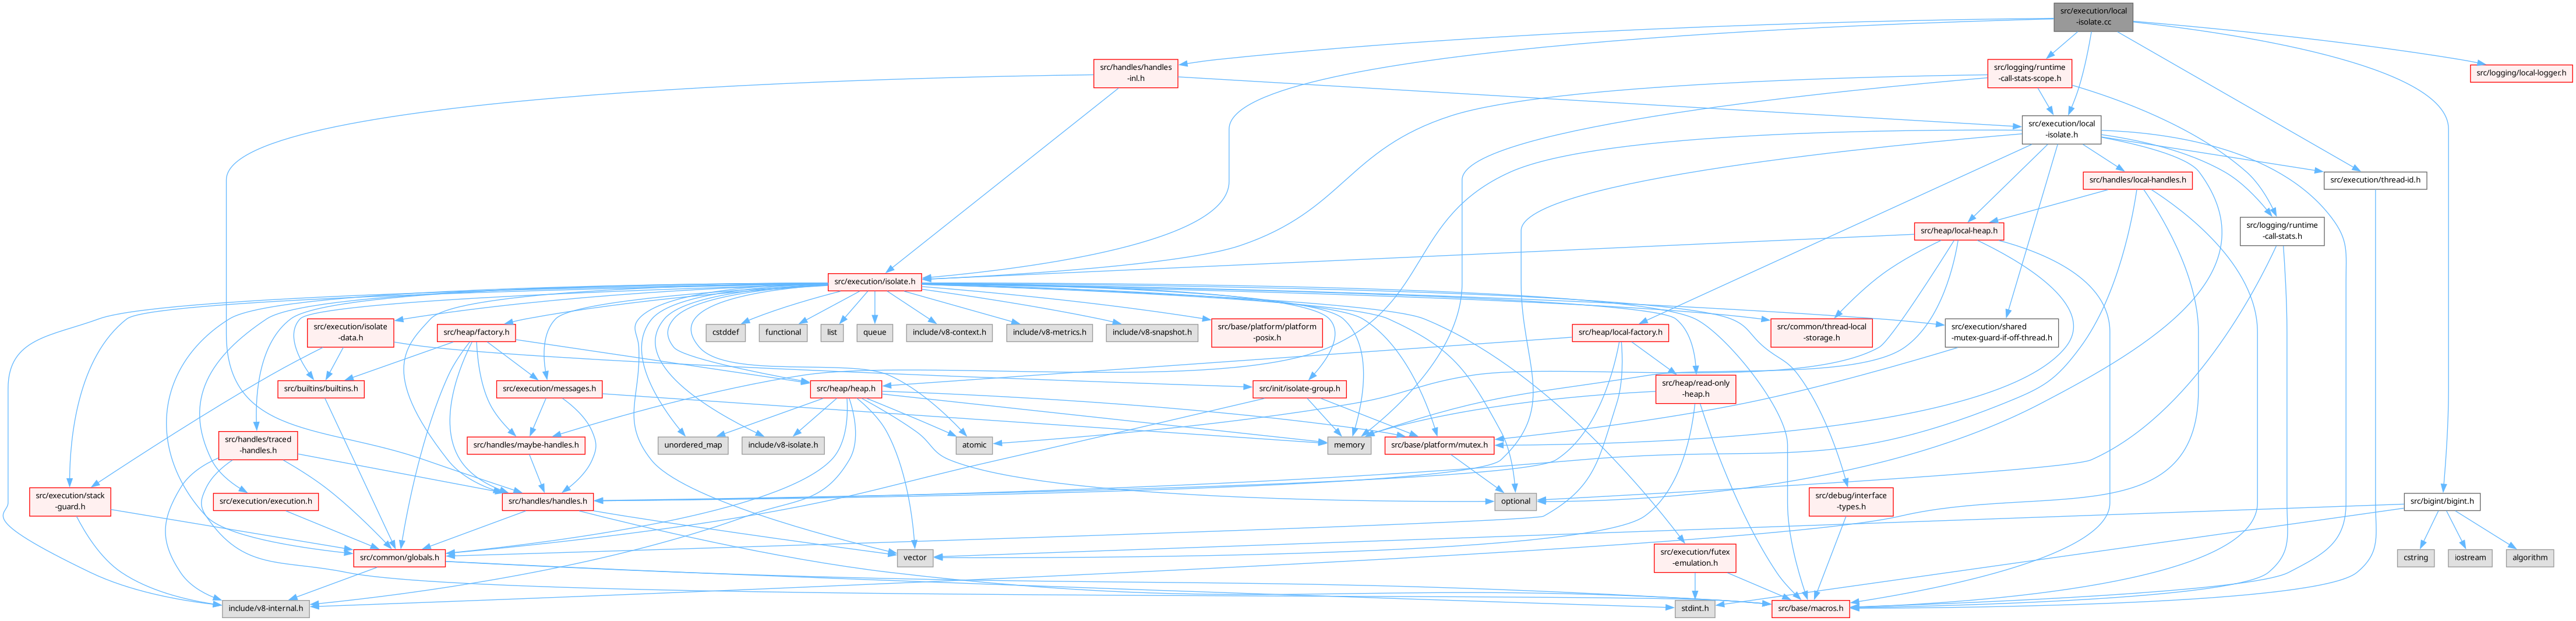 src/execution/local
-isolate.cc
src/handles/handles
-inl.h
src/logging/runtime
-call-stats-scope.h
src/logging/local-logger.h
src/execution/local
-isolate.h
src/handles/local-handles.h
src/execution/thread-id.h
src/heap/local-heap.h
src/logging/runtime
-call-stats.h
src/execution/isolate.h
src/execution/isolate
-data.h
src/heap/factory.h
cstddef
functional
list
queue
include/v8-context.h
include/v8-metrics.h
include/v8-snapshot.h
src/base/platform/platform
-posix.h
src/heap/local-factory.h
src/common/thread-local
-storage.h
src/execution/shared
-mutex-guard-if-off-thread.h
src/builtins/builtins.h
src/execution/messages.h
src/heap/heap.h
src/init/isolate-group.h
src/heap/read-only
-heap.h
src/handles/traced
-handles.h
src/handles/maybe-handles.h
unordered_map
include/v8-isolate.h
atomic
memory
src/base/platform/mutex.h
src/execution/stack
-guard.h
src/execution/execution.h
src/handles/handles.h
optional
src/debug/interface
-types.h
src/bigint/bigint.h
src/common/globals.h
vector
src/execution/futex
-emulation.h
cstring
iostream
algorithm
include/v8-internal.h
stdint.h
src/base/macros.h